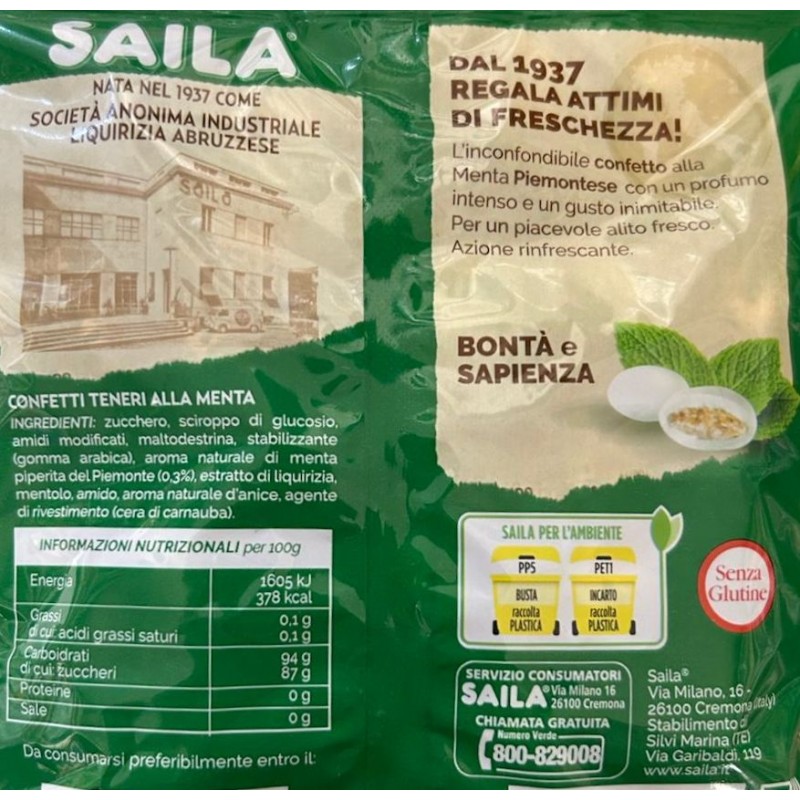 SAILA®
NATA NEL 1937 COME
SOCIETÀ ANONIMA INDUSTRIALE
LIQUIRIZIA ABRUZZESE
SAILA
CONFETTI TENERI ALLA MENTA
INGREDIENTI: zucchero, sciroppo di glucosio,
amidi modificati, maltodestrina, stabilizzante
(gomma arabica), aroma naturale di menta
piperita del Piemonte (0,3%), estratto di liquirizia,
mentolo, amido, aroma naturale d'anice, agente
di rivestimento (cera di carnauba).
INFORMAZIONI NUTRIZIONALI per 100g
Energia 1605 kJ
378 kcal
Grassi 0,1 g
di cui: acidi grassi saturi 0,1 g
Carboidrati 94 g
di cui: zuccheri 87 g
Proteine 0 g
Sale 0 g
Da consumarsi preferibilmente entro il:
DAL 1937
REGALA ATTIMI
DI FRESCHEZZA!
L'inconfondibile confetto alla
Menta Piemontese con un profumo
intenso e un gusto inimitabile.
Per un piacevole alito fresco.
Azione rinfrescante.
BONTÀ e
SAPIENZA
SAILA PER L'AMBIENTE
PP5 PET1
BUSTA INCARTO
raccolta raccolta
PLASTICA PLASTICA
Senza
Glutine
SERVIZIO CONSUMATORI
SAILA® Via Milano 16
26100 Cremona
CHIAMATA GRATUITA
Numero Verde
800-829008
Saila®
Via Milano, 16 -
26100 Cremona (Italy)
Stabilimento di
Silvi Marina (TE)
Via Garibaldi, 119
www.saila.it